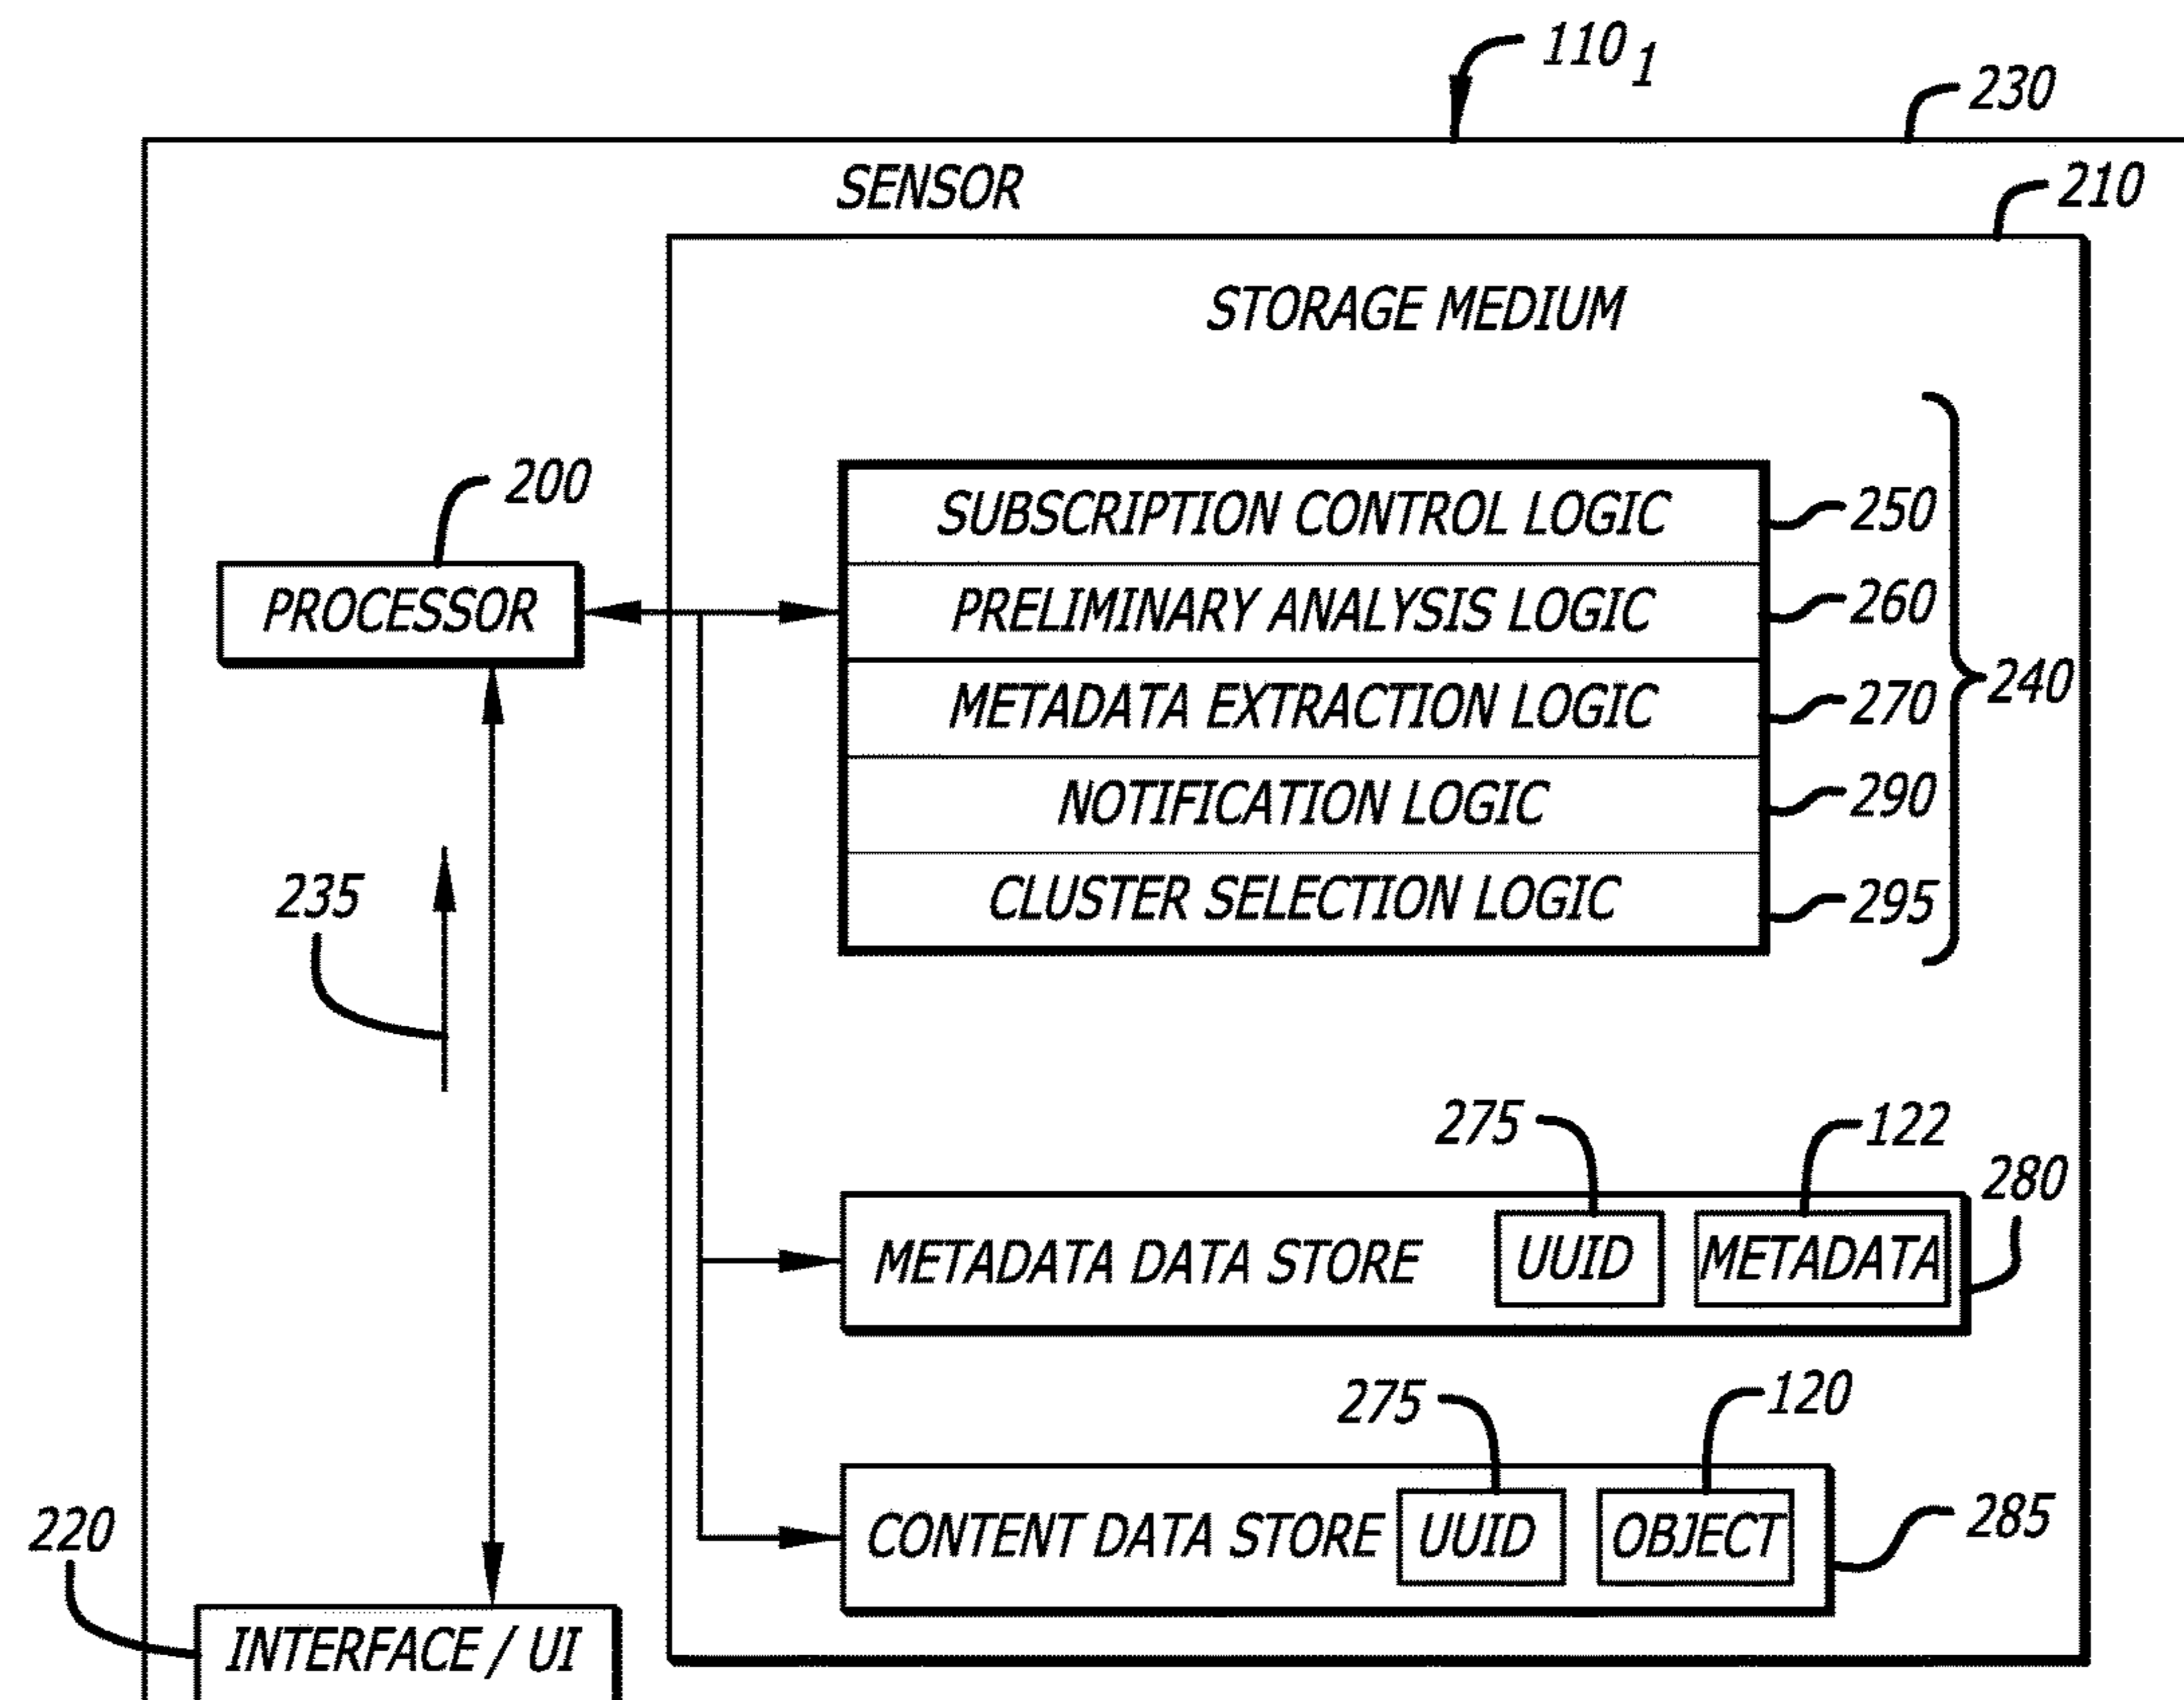 110 1
230
SENSOR
210
STORAGE MEDIUM
200
SUBSCRIPTION CONTROL LOGIC 250
PROCESSOR
PRELIMINARY ANALYSIS LOGIC 260
240
METADATA EXTRACTION LOGIC 270
NOTIFICATION LOGIC 290
235
CLUSTER SELECTION LOGIC 295
275
122
280
METADATA DATA STORE UUID METADATA
275
120
CONTENT DATA STORE UUID OBJECT 285
220
INTERFACE / UI